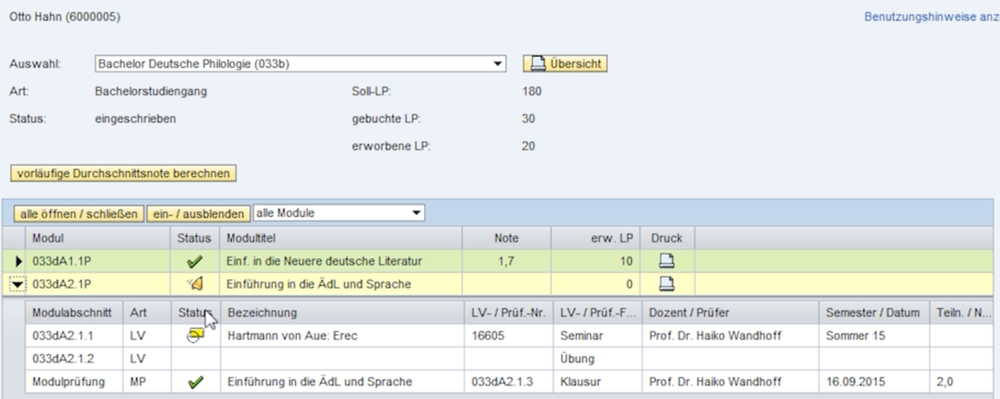 Otto Hahn (6000005) Benutzungshinweise anz
Auswahl: Bachelor Deutsche Philologie (033b) Übersicht
Art: Bachelorstudiengang Soll-LP: 180
Status: eingeschrieben gebuchte LP: 30
erworbene LP: 20
vorläufige Durchschnittsnote berechnen
alle öffnen / schließen ein- / ausblenden alle Module
Modul Status Modultitel Note erw. LP Druck
033dA1.1P Einf. in die Neuere deutsche Literatur 1,7 10
033dA2.1P Einführung in die ÄdL und Sprache 0
Modulabschnitt Art Status Bezeichnung LV- / Prüf.-Nr. LV- / Prüf.-F... Dozent / Prüfer Semester / Datum Teiln. / N...
033dA2.1.1 LV Hartmann von Aue: Erec 16605 Seminar Prof. Dr. Haiko Wandhoff Sommer 15
033dA2.1.2 LV Übung
Modulprüfung MP Einführung in die ÄdL und Sprache 033dA2.1.3 Klausur Prof. Dr. Haiko Wandhoff 16.09.2015 2,0